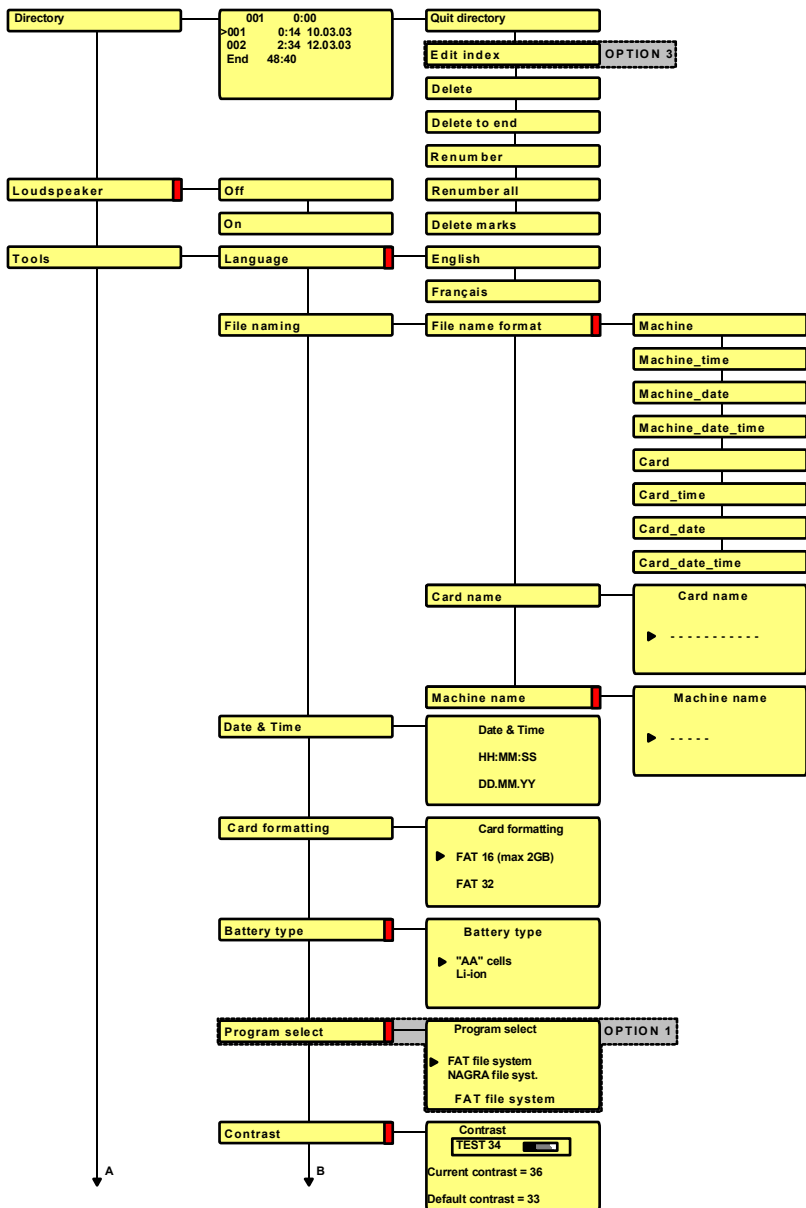 Directory
001 0:00
>001 0:14 10.03.03
002 2:34 12.03.03
End 48:40
Quit directory
Edit index
OPTION 3
Delete
Delete to end
Renumber
Renumber all
Delete marks
Loudspeaker
Off
On
Tools
Language
English
Français
File naming
File name format
Machine
Machine_time
Machine_date
Machine_date_time
Card
Card_time
Card_date
Card_date_time
Card name
Card name
- - - - - - - - - - -
Machine name
Machine name
- - - - -
Date & Time
Date & Time
HH:MM:SS
DD.MM.YY
Card formatting
Card formatting
FAT 16 (max 2GB)
FAT 32
Battery type
Battery type
"AA" cells
Li-ion
Program select
Program select
OPTION 1
FAT file system
NAGRA file syst.
FAT file system
Contrast
Contrast
TEST 34
Current contrast = 36
Default contrast = 33
A
B